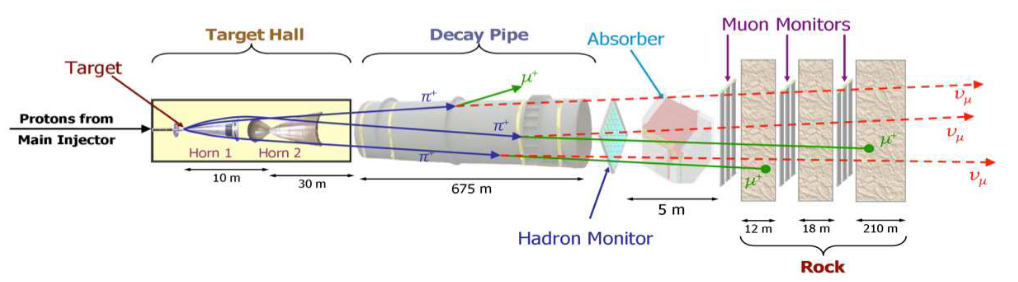 Target Hall
Decay Pipe
Absorber
Muon Monitors
Target
Protons from
Main Injector
Horn 1
Horn 2
10 m
30 m
π+
π+
π+
μ+
675 m
Hadron Monitor
5 m
μ+
μ+
νμ
νμ
νμ
12 m
18 m
210 m
Rock